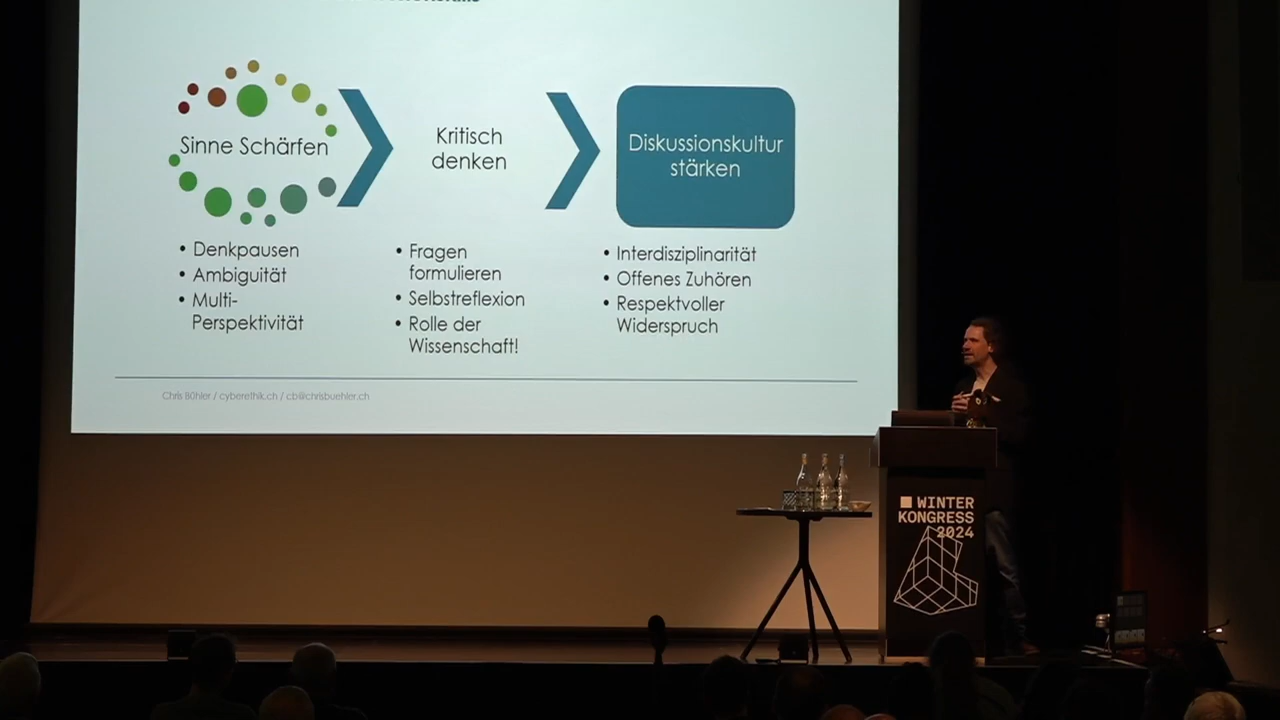 Sinne Schärfen
Kritisch
denken
Diskussionskultur
stärken
• Denkpausen
• Ambiguität
• Multi-
Perspektivität
• Fragen
formulieren
• Selbstreflexion
• Rolle der
Wissenschaft!
• Interdisziplinarität
• Offenes Zuhören
• Respektvoller
Widerspruch
Chris Bühler / cyberethik.ch / cb@chrisbuehler.ch
WINTER
KONGRESS
2024